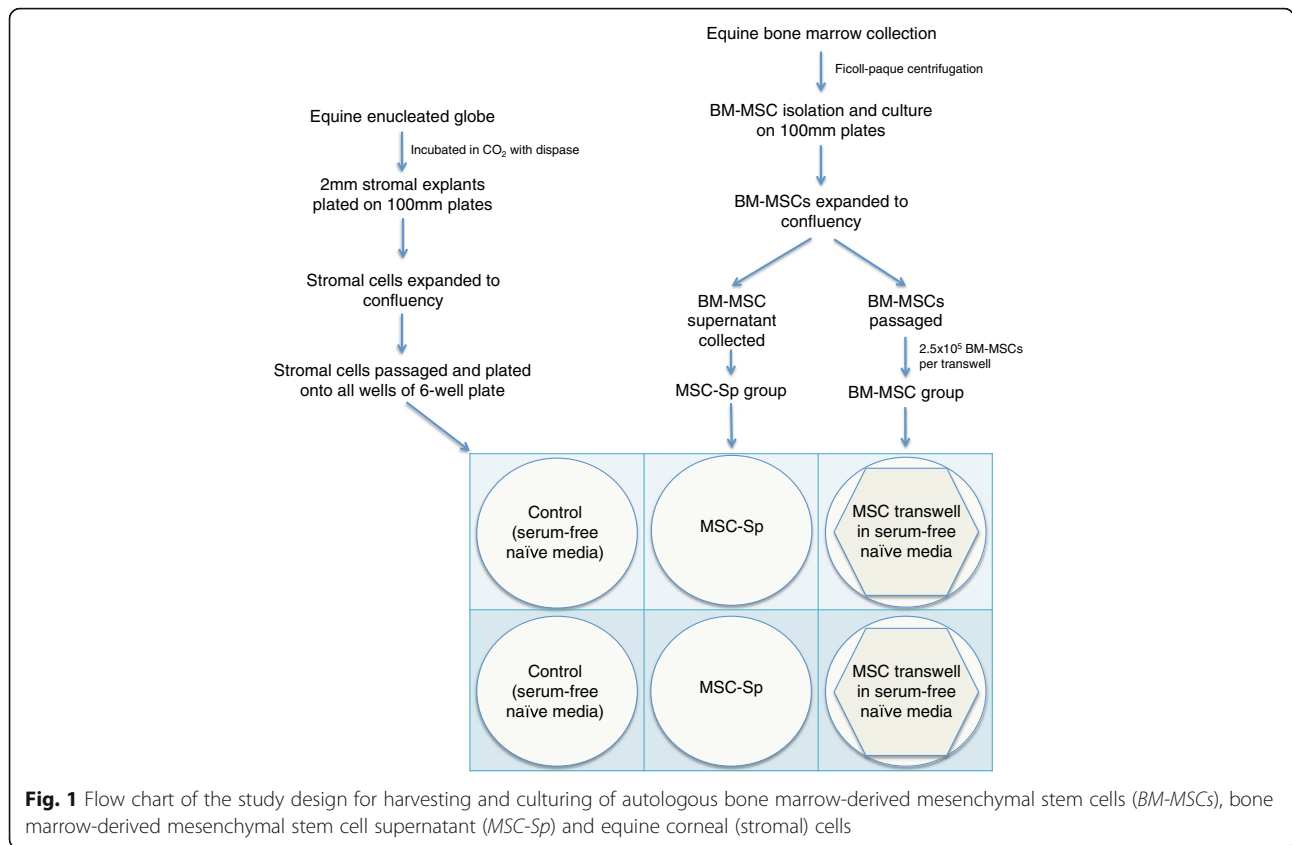 Equine bone marrow collection
Ficoll-paque centrifugation
BM-MSC isolation and culture
on 100mm plates
BM-MSCs expanded to
confluency
Equine enucleated globe
Incubated in CO₂ with dispase
2mm stromal explants
plated on 100mm plates
Stromal cells expanded to
confluency
Stromal cells passaged and plated
onto all wells of 6-well plate
BM-MSC
supernatant
collected
MSC-Sp group
BM-MSCs
passaged
2.5x10⁵ BM-MSCs
per transwell
BM-MSC group
Control
(serum-free
naïve media)
MSC-Sp
MSC transwell
in serum-free
naïve media
Control
(serum-free
naïve media)
MSC-Sp
MSC transwell
in serum-free
naïve media
Fig. 1 Flow chart of the study design for harvesting and culturing of autologous bone marrow-derived mesenchymal stem cells (BM-MSCs), bone
marrow-derived mesenchymal stem cell supernatant (MSC-Sp) and equine corneal (stromal) cells